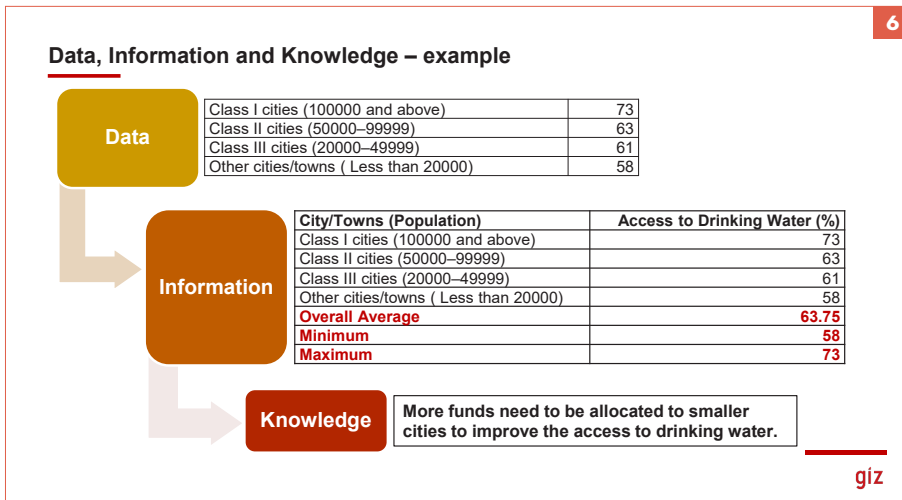 6
Data, Information and Knowledge – example
Data
Class I cities (100000 and above) 73
Class II cities (50000–99999) 63
Class III cities (20000–49999) 61
Other cities/towns ( Less than 20000) 58
Information
City/Towns (Population) Access to Drinking Water (%)
Class I cities (100000 and above) 73
Class II cities (50000–99999) 63
Class III cities (20000–49999) 61
Other cities/towns ( Less than 20000) 58
Overall Average 63.75
Minimum 58
Maximum 73
Knowledge
More funds need to be allocated to smaller
cities to improve the access to drinking water.
giz